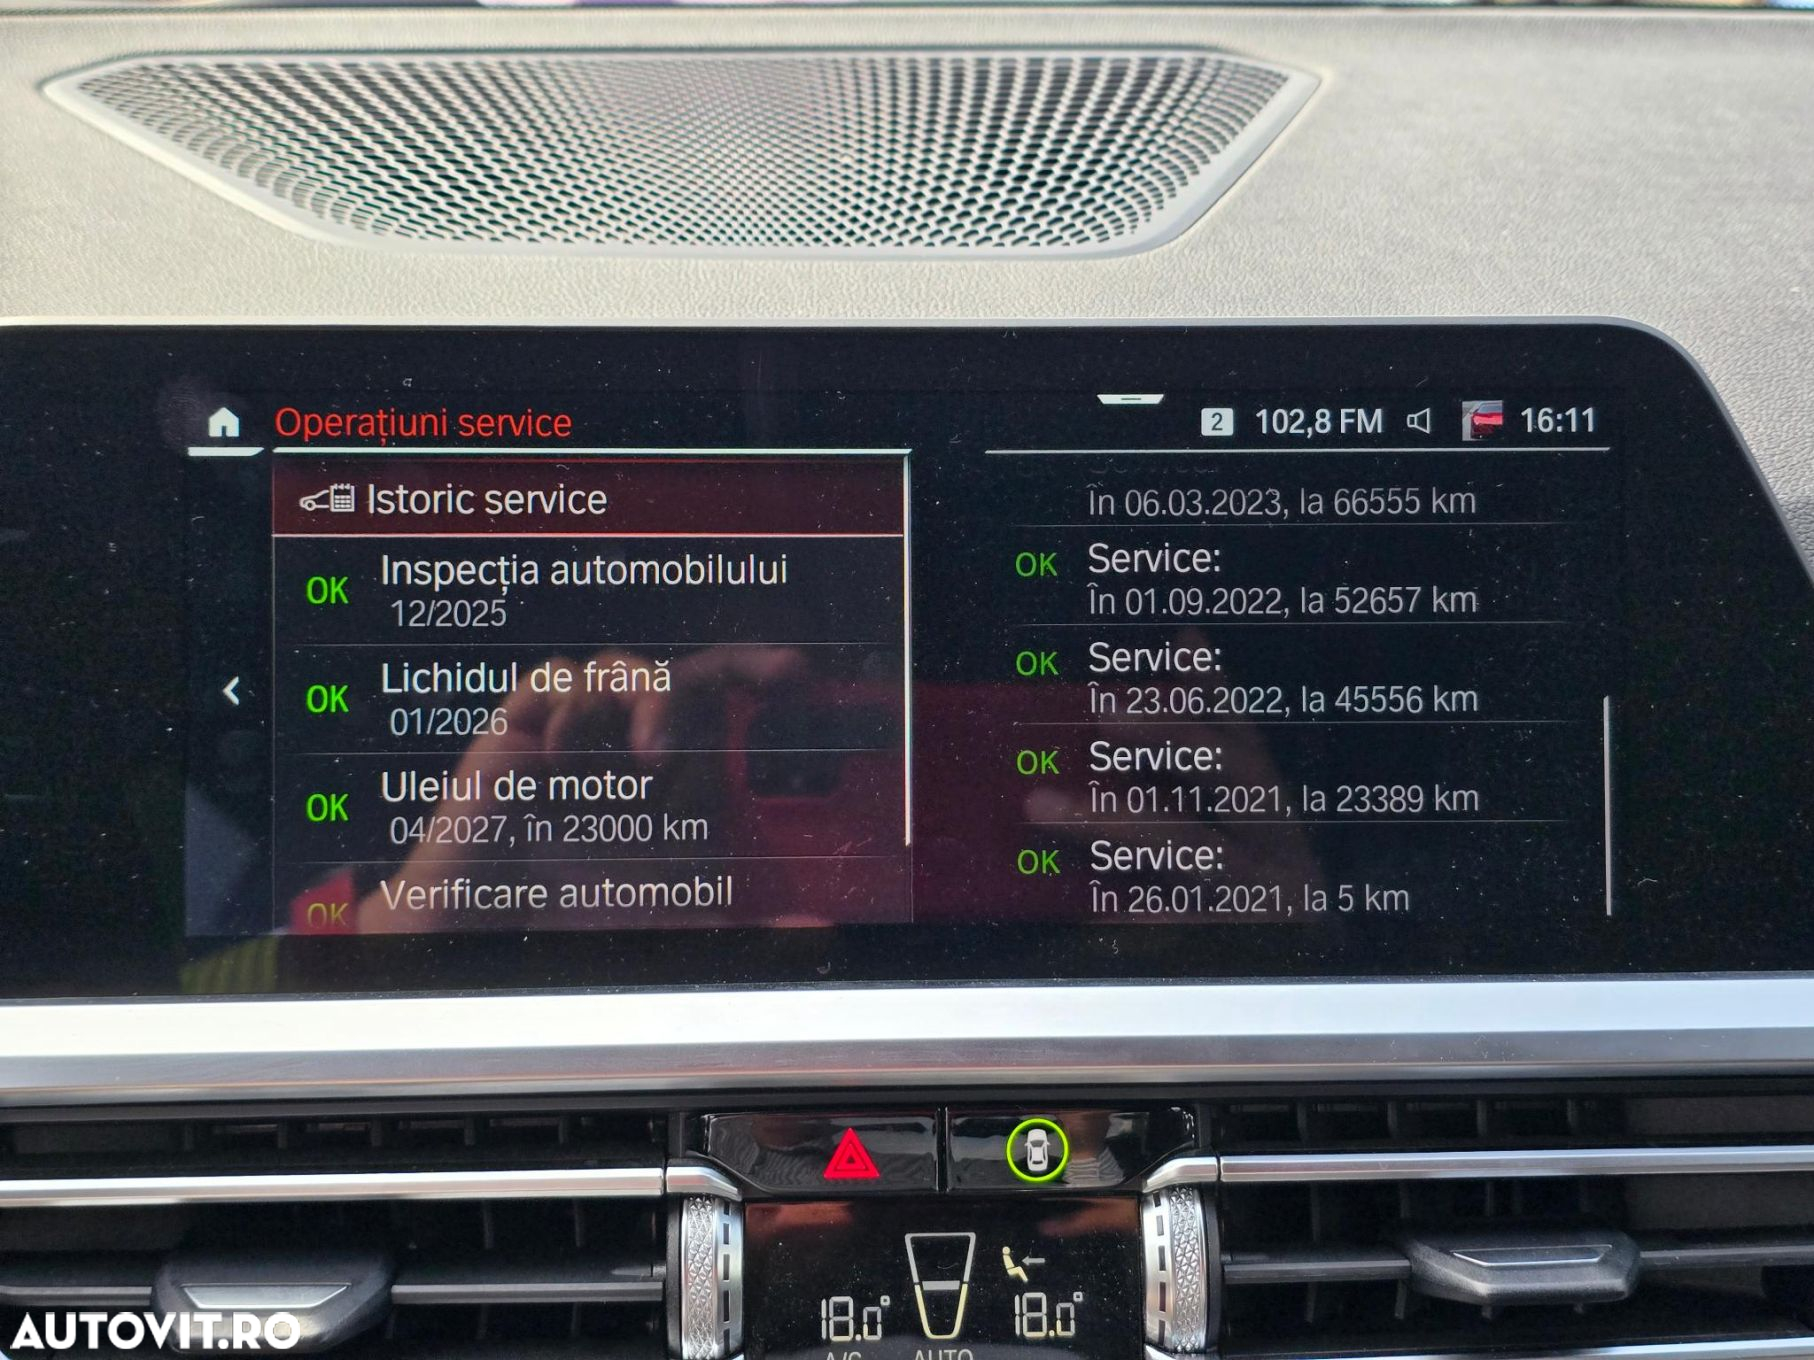 Operațiuni service
2 102,8 FM 16:11
Istoric service
OK Inspecția automobilului
12/2025
OK Lichidul de frână
01/2026
OK Uleiul de motor
04/2027, în 23000 km
OK Verificare automobil
În 06.03.2023, la 66555 km
OK Service:
În 01.09.2022, la 52657 km
OK Service:
În 23.06.2022, la 45556 km
OK Service:
În 01.11.2021, la 23389 km
OK Service:
În 26.01.2021, la 5 km
18.0° 18.0°
A/C AUTO
AUTOVIT.RO